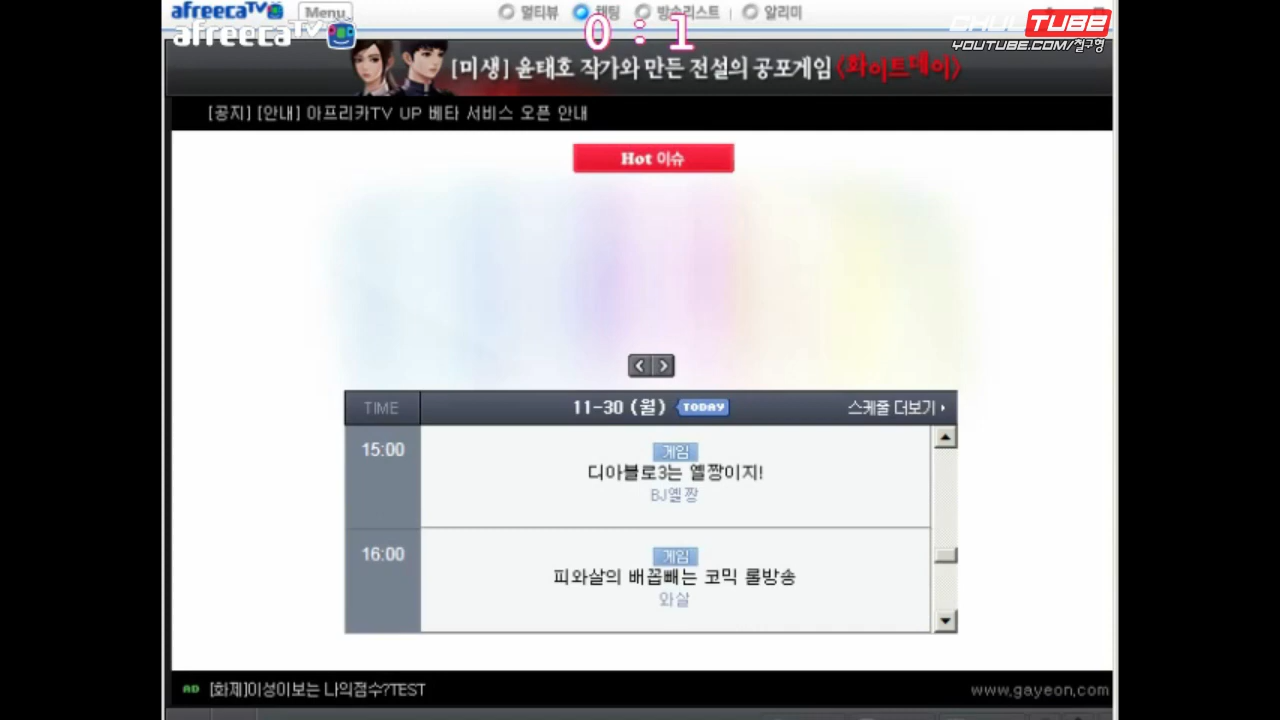 afreecaTV Menu 멀티뷰 채팅 방송리스트 | 알리미
afreecaTV
0 : 1
CHULTUBE
YOUTUBE.COM/철구형
[미생] 윤태호 작가와 만든 전설의 공포게임 <화이트데이>
[공지] [안내] 아프리카TV UP 베타 서비스 오픈 안내
Hot 이슈
TIME 11-30 (월) TODAY 스케줄 더보기
15:00 게임
디아블로3는 옐짱이지!
BJ옐짱
16:00 게임
피와살의 배꼽빼는 코믹 롤방송
와살
AD [화제]이성이보는 나의점수?TEST www.gayeon.com